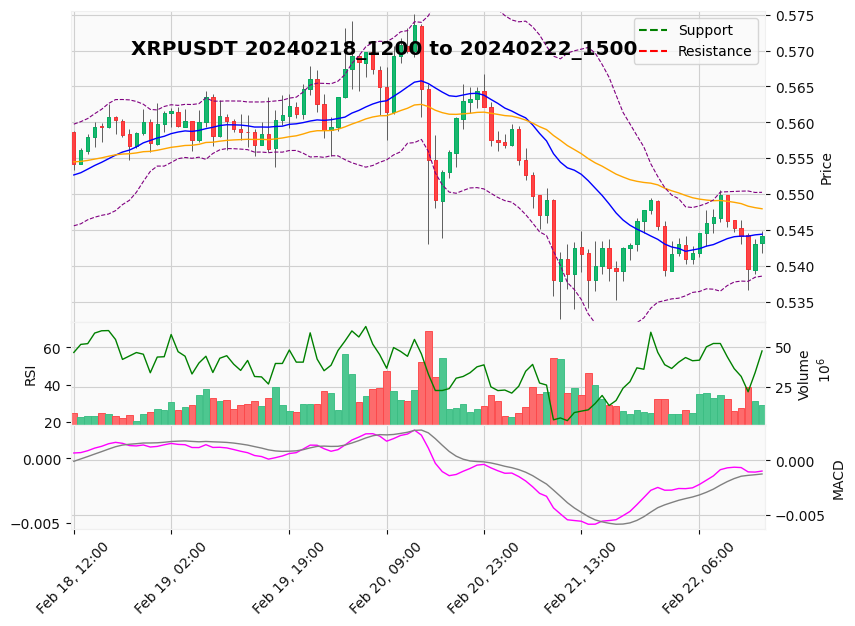 XRPUSDT 20240218_1200 to 20240222_1500
Support
Resistance
0.575
0.570
0.565
0.560
0.555
0.550
0.545
0.540
0.535
Price
60
40
20
RSI
50
25
Volume
10^6
0.000
−0.005
0.000
−0.005
MACD
Feb 18, 12:00
Feb 19, 02:00
Feb 19, 19:00
Feb 20, 09:00
Feb 20, 23:00
Feb 21, 13:00
Feb 22, 06:00